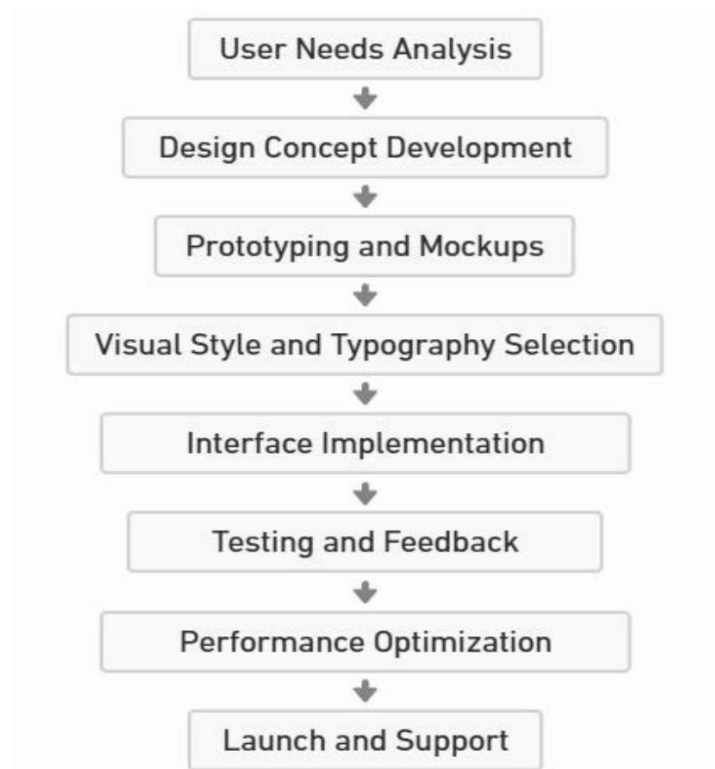 User Needs Analysis
Design Concept Development
Prototyping and Mockups
Visual Style and Typography Selection
Interface Implementation
Testing and Feedback
Performance Optimization
Launch and Support